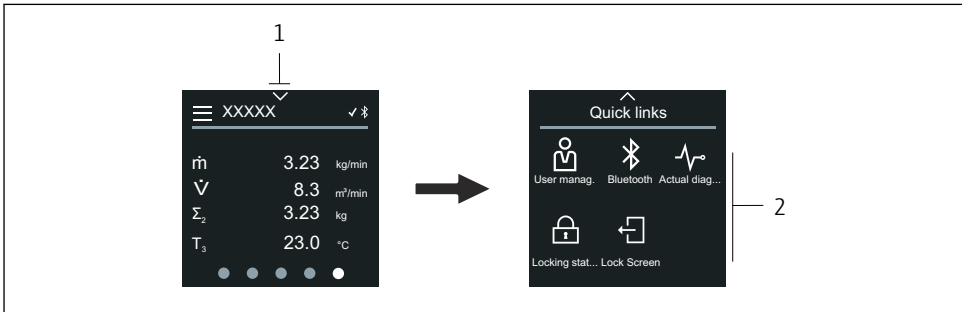 1
XXXXX
ṁ 3.23 kg/min
V̇ 8.3 m³/min
Σ₂ 3.23 kg
T₃ 23.0 °C
Quick links
User manag. Bluetooth Actual diag...
Locking stat... Lock Screen
2